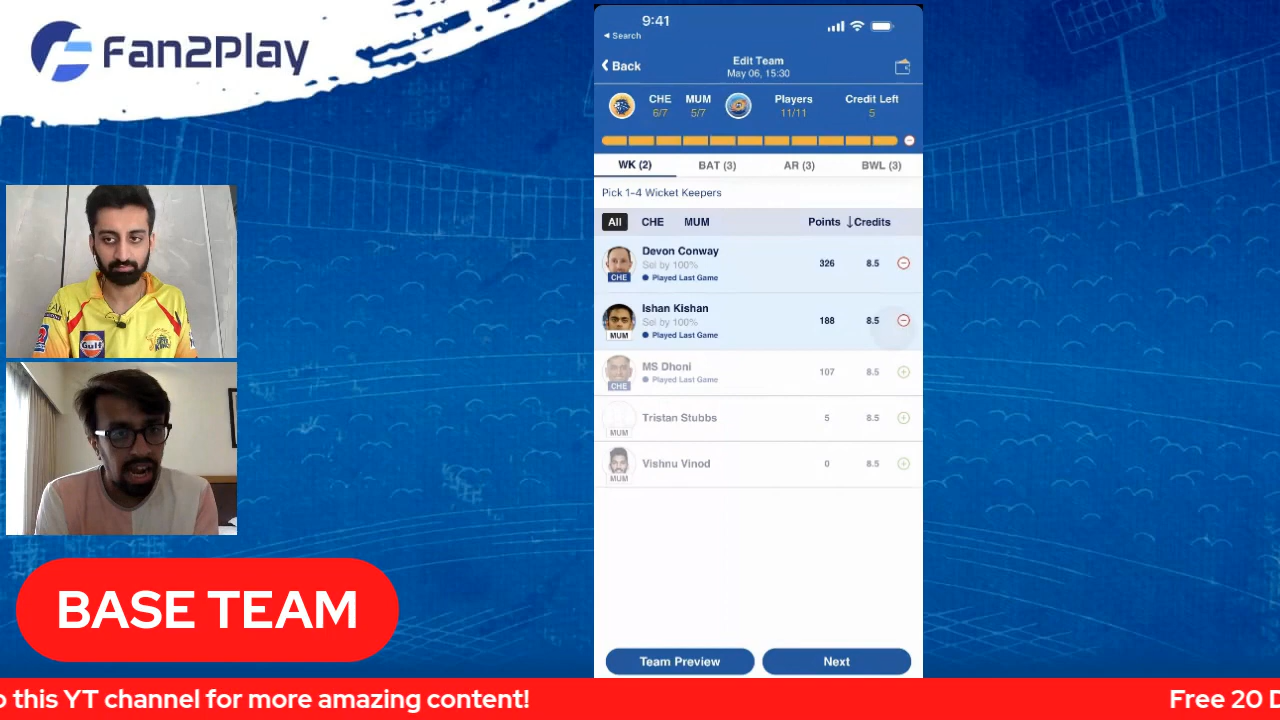 Fan2Play
9:41
Search
Back
Edit Team
May 06, 15:30
CHE
6/7
MUM
5/7
Players
11/11
Credit Left
5
WK (2)
BAT (3)
AR (3)
BWL (3)
Pick 1-4 Wicket Keepers
All
CHE
MUM
Points
↓Credits
Devon Conway
Sel by 100%
Played Last Game
CHE
326
8.5
Ishan Kishan
Sel by 100%
Played Last Game
MUM
188
8.5
MS Dhoni
Played Last Game
CHE
107
8.5
Tristan Stubbs
MUM
5
8.5
Vishnu Vinod
MUM
0
8.5
Team Preview
Next
Gulf
BASE TEAM
o this YT channel for more amazing content!
Free 20 D